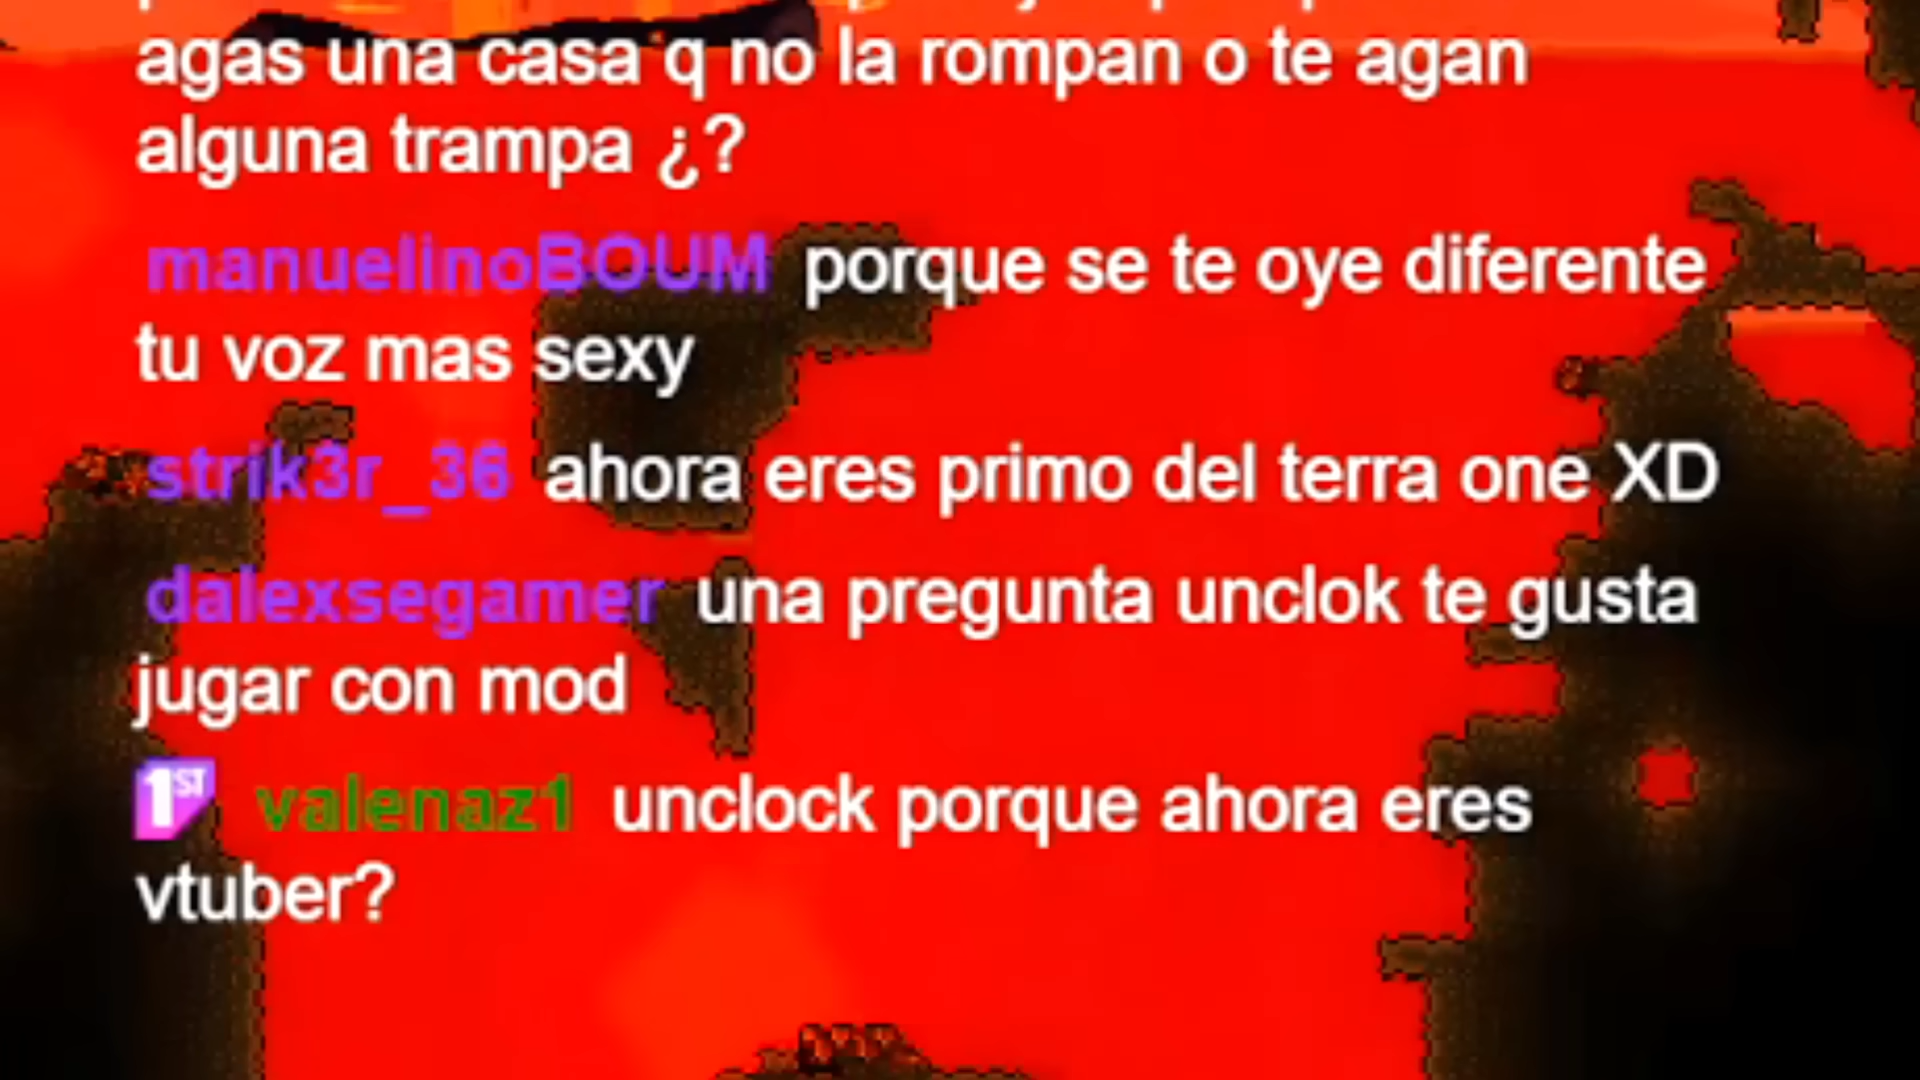 agas una casa q no la rompan o te agan
alguna trampa ¿?
manuelinoBOUM porque se te oye diferente
tu voz mas sexy
strik3r_36 ahora eres primo del terra one XD
dalexsegamer una pregunta unclok te gusta
jugar con mod
1ST valenaz1 unclock porque ahora eres
vtuber?